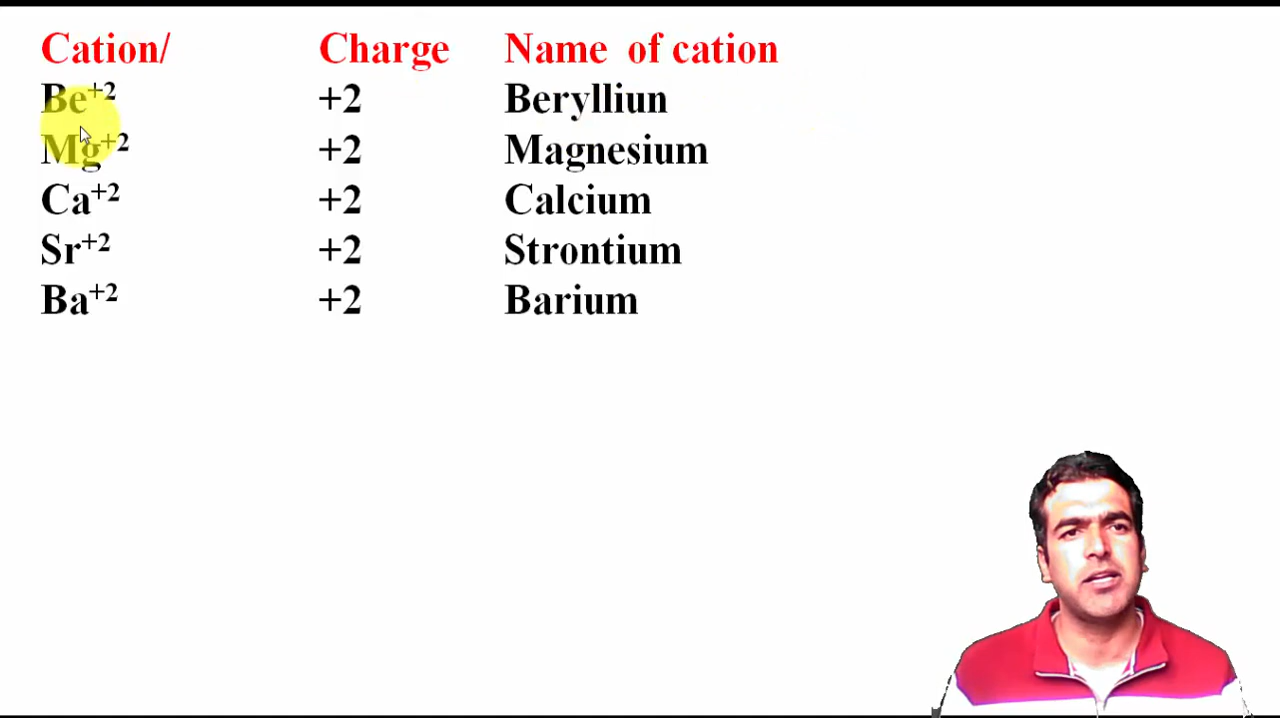 Cation/ Charge Name of cation
Be⁺² +2 Berylliun
Mg⁺² +2 Magnesium
Ca⁺² +2 Calcium
Sr⁺² +2 Strontium
Ba⁺² +2 Barium